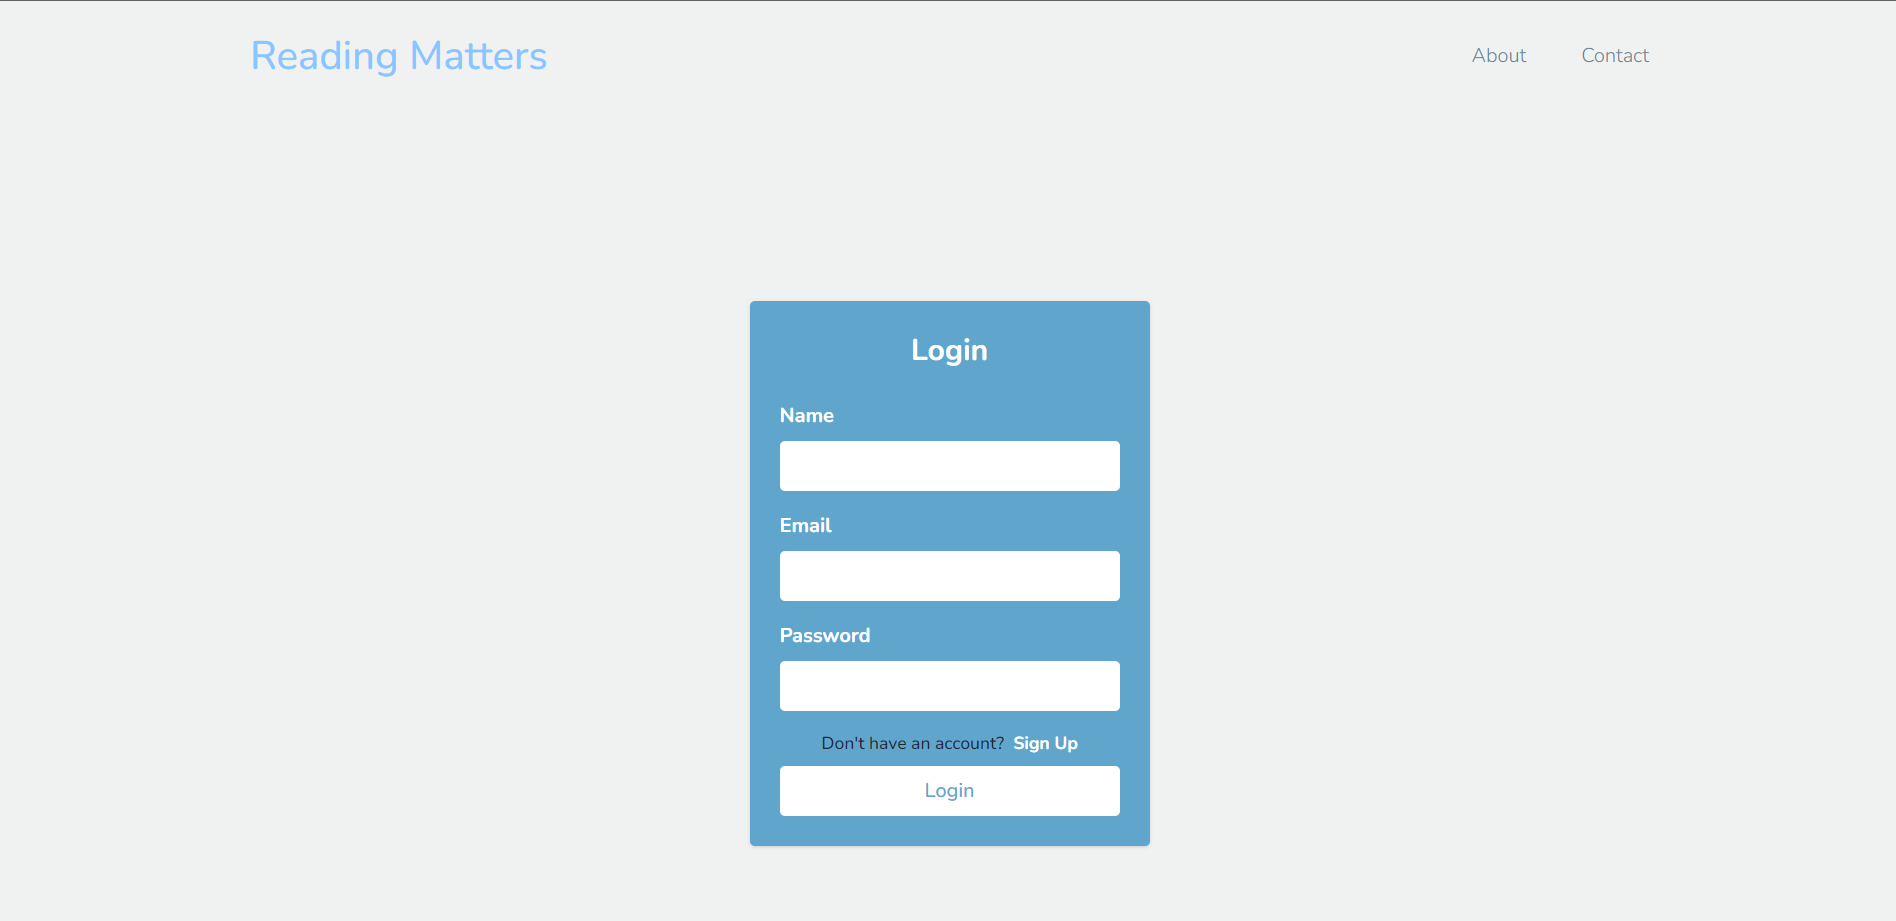 Reading Matters
About
Contact
Login
Name
Email
Password
Don't have an account? Sign Up
Login